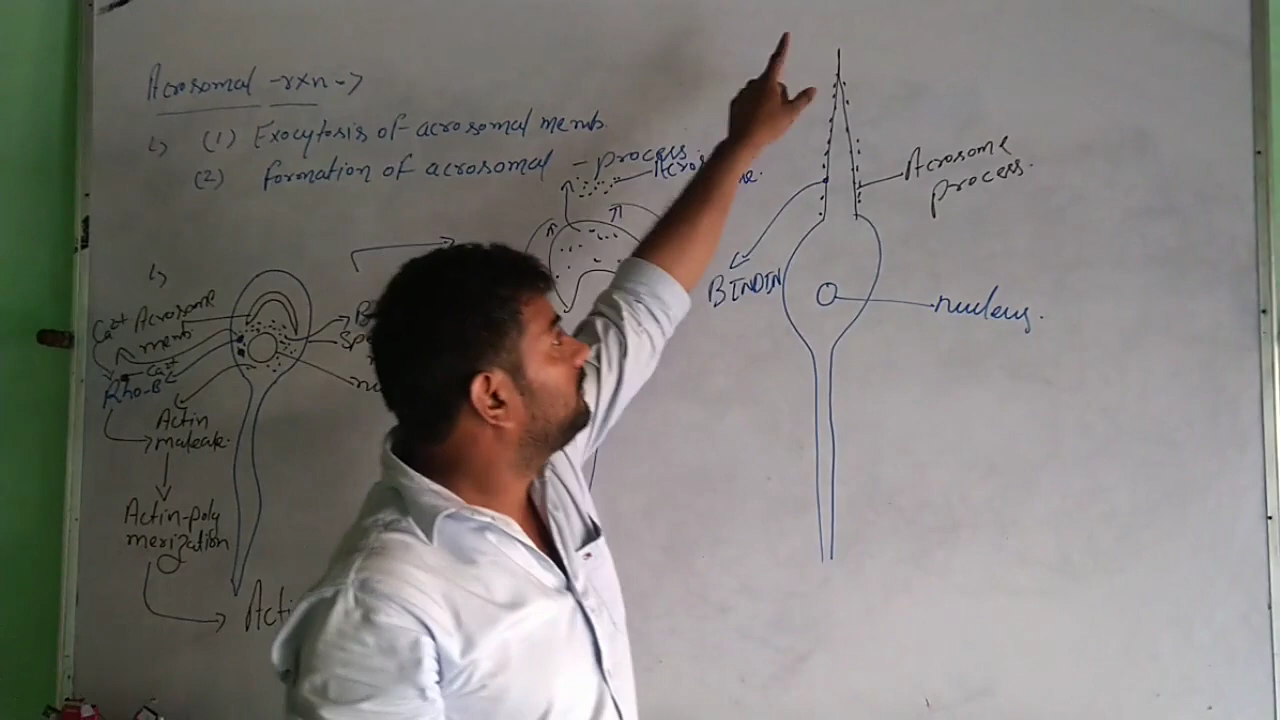 Acrosomal -rxn->
(1) Exocytosis of acrosomal memb.
(2) formation of acrosomal - process
Acrosome
process.
BINDIN
nucleus.
Ca2+ Acrosome
memb
Ca2+
Rho-B
Actin
Actin-poly
merization
Acti